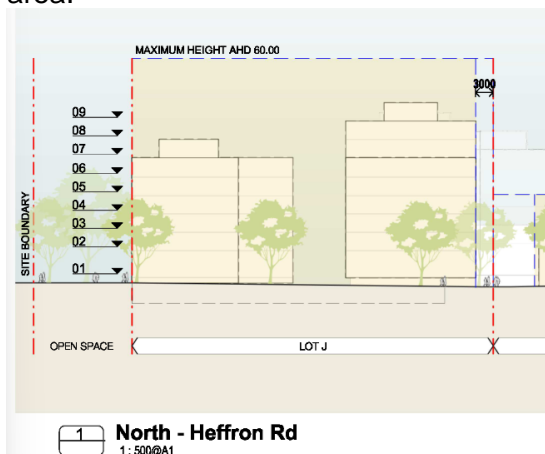 area.
MAXIMUM HEIGHT AHD 60.00
3000
09
08
07
06
05
04
03
02
01
SITE BOUNDARY
OPEN SPACE
LOT J
1
North - Heffron Rd
1 : 500@A1